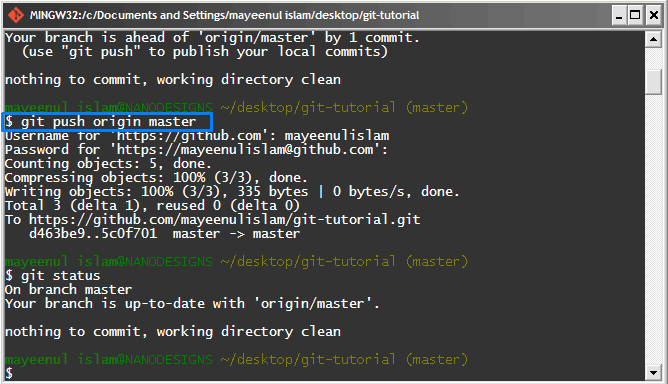 MINGW32:/c/Documents and Settings/mayeenul islam/desktop/git-tutorial
Your branch is ahead of 'origin/master' by 1 commit.
  (use "git push" to publish your local commits)
nothing to commit, working directory clean
mayeenul islam@NANODESIGNS ~/desktop/git-tutorial (master)
$ git push origin master
Username for 'https://github.com': mayeenulislam
Password for 'https://mayeenulislam@github.com':
Counting objects: 5, done.
Compressing objects: 100% (3/3), done.
Writing objects: 100% (3/3), 335 bytes | 0 bytes/s, done.
Total 3 (delta 1), reused 0 (delta 0)
To https://github.com/mayeenulislam/git-tutorial.git
   d463be9..5c0f701  master -> master
mayeenul islam@NANODESIGNS ~/desktop/git-tutorial (master)
$ git status
On branch master
Your branch is up-to-date with 'origin/master'.
nothing to commit, working directory clean
mayeenul islam@NANODESIGNS ~/desktop/git-tutorial (master)
$